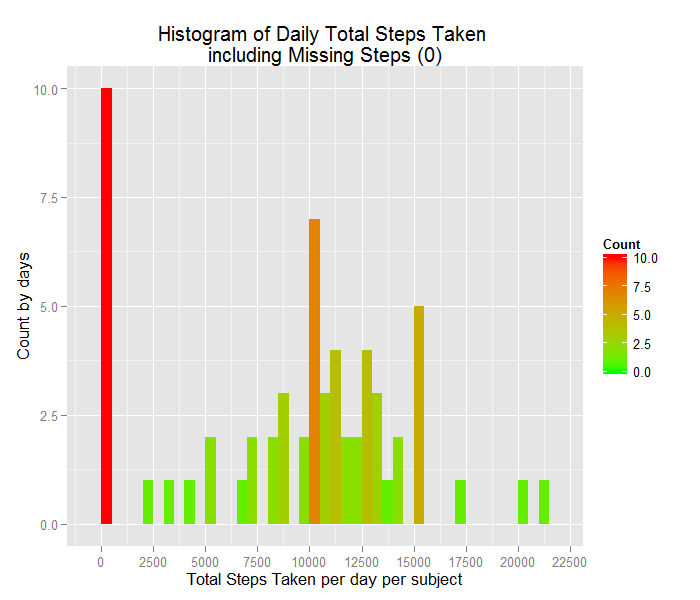 Histogram of Daily Total Steps Taken
including Missing Steps (0)
Count by days
10.0
7.5
5.0
2.5
0.0
0 2500 5000 7500 10000 12500 15000 17500 20000 22500
Total Steps Taken per day per subject
Count
10.0
7.5
5.0
2.5
0.0